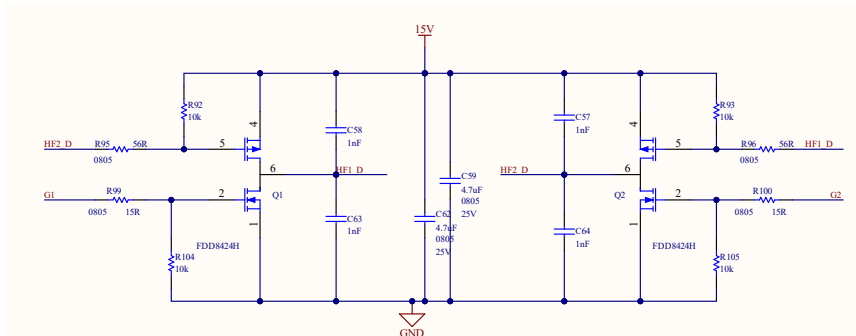 15V
R92
10k
4
C58
1nF
C57
1nF
4
R93
10k
HF2_D
R95
56R
0805
5
6
HF1_D
C59
4.7uF
0805
25V
HF2_D
6
5
R96
56R
0805
HF1_D
G1
R99
0805
15R
2
Q1
1
C63
1nF
C62
4.7uF
0805
25V
C64
1nF
Q2
2
1
R100
0805
15R
G2
FDD8424H
R104
10k
FDD8424H
R105
10k
GND